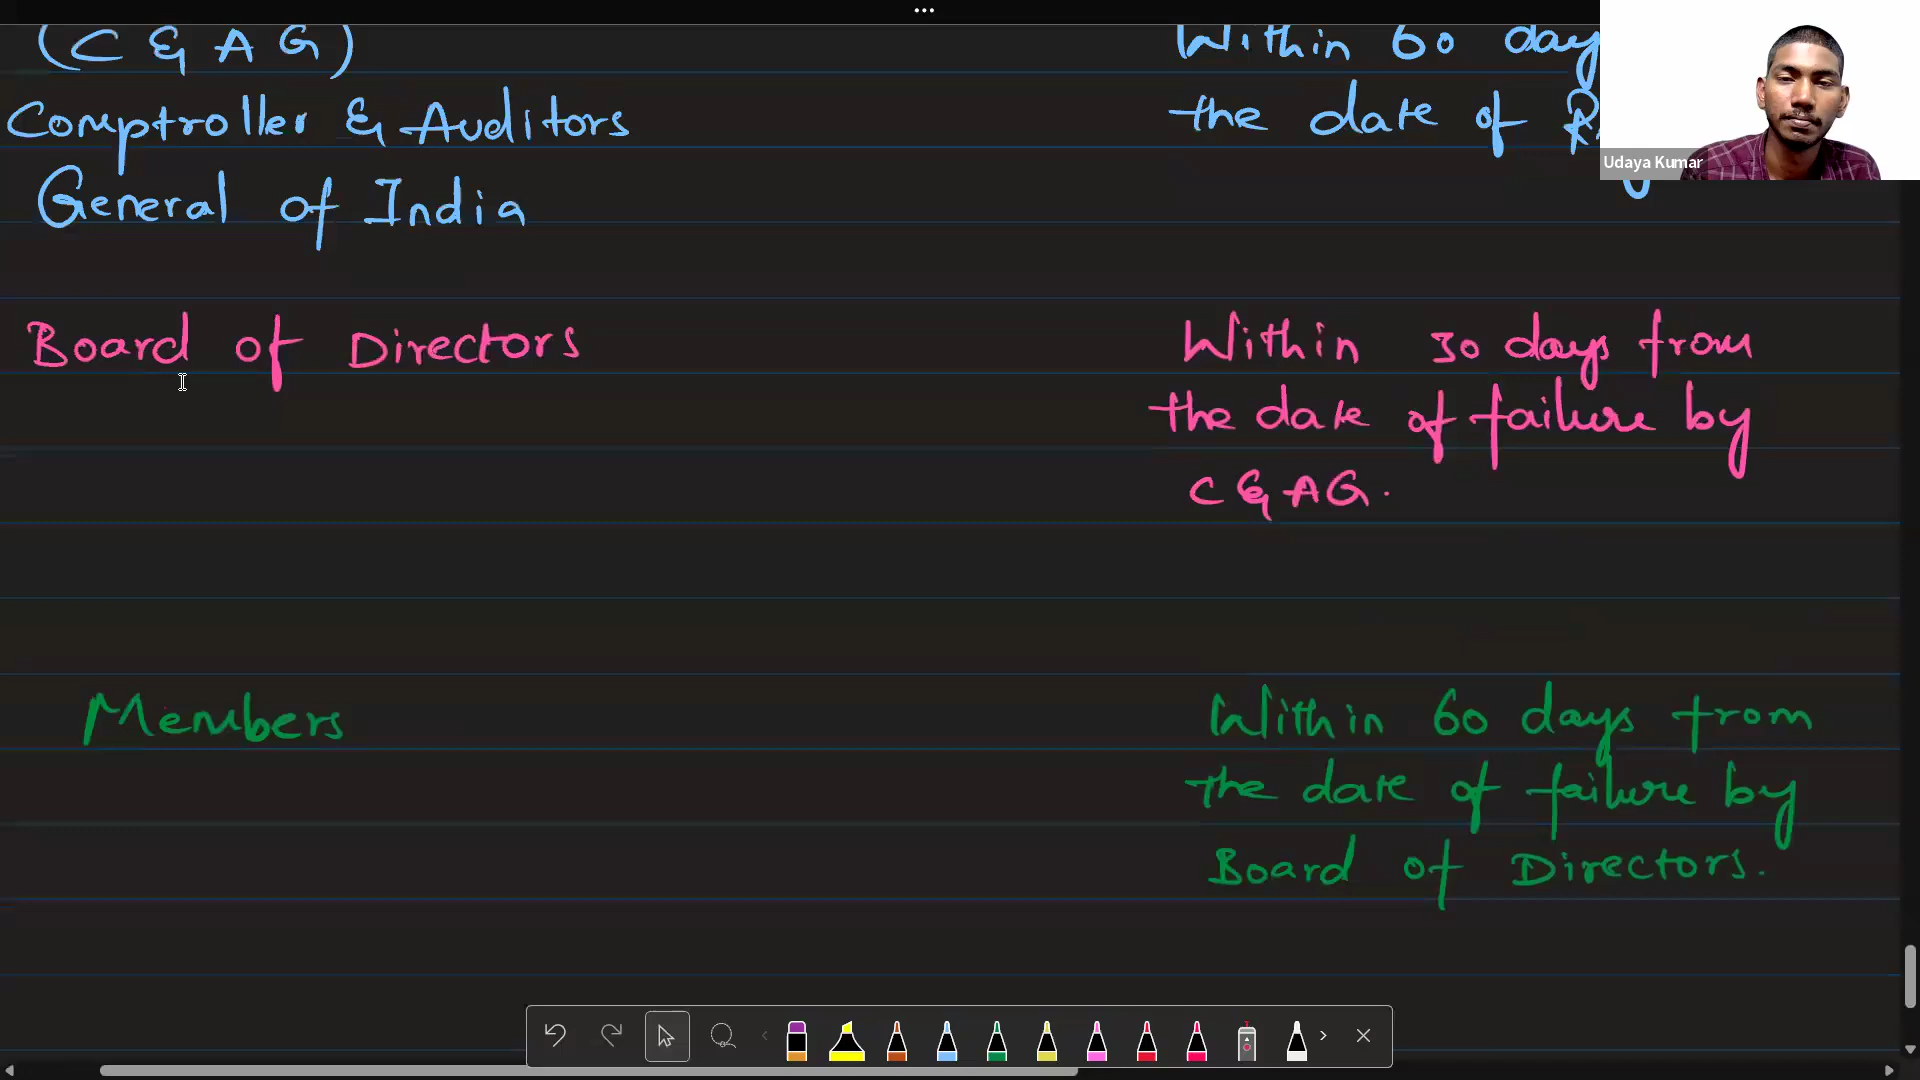 (C & AG)
Comptroller & Auditors
General of India
Within 60 days
the date of
Udaya Kumar
Board of Directors
Within 30 days from
the date of failure by
C & AG.
Members
Within 60 days from
the date of failure by
Board of Directors.